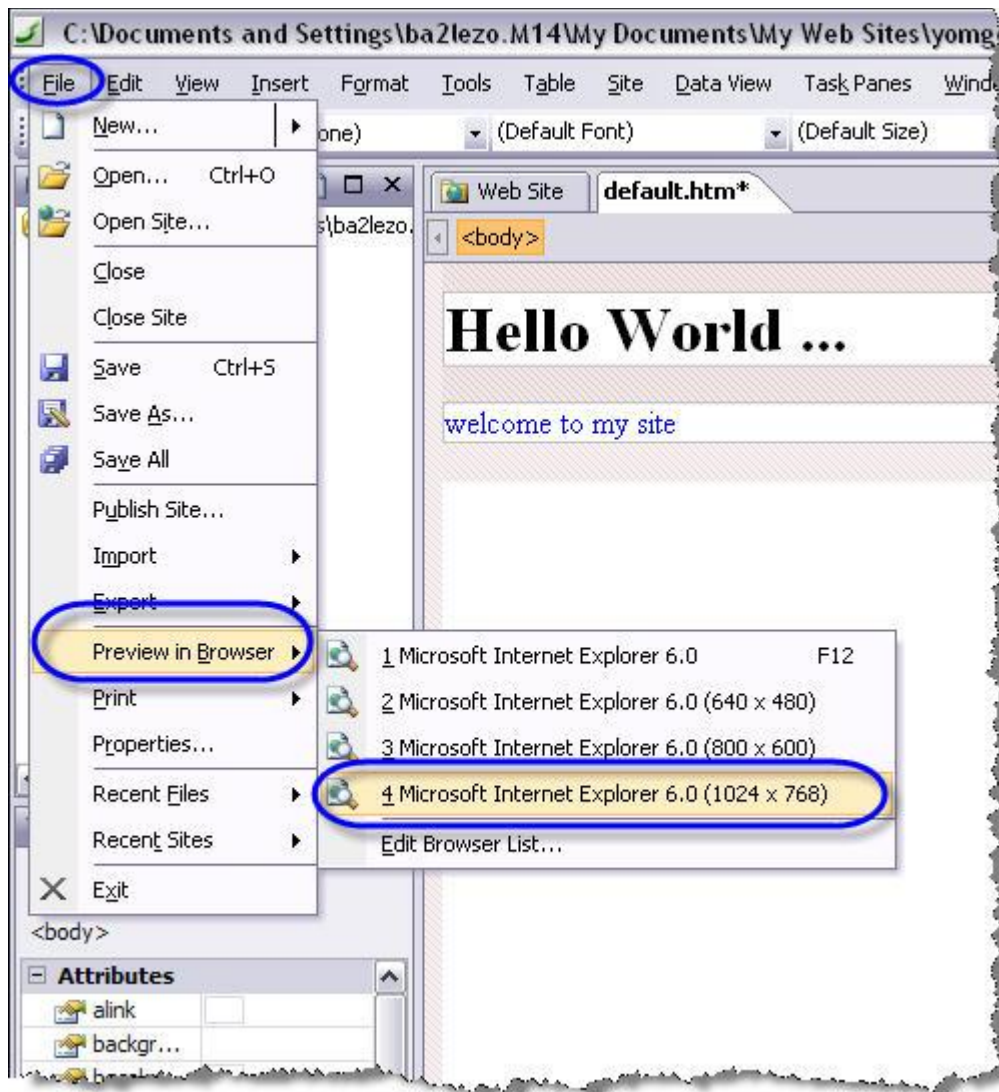 C:\Documents and Settings\ba2lezo.M14\My Documents\My Web Sites\yomg
File Edit View Insert Format Tools Table Site Data View Task Panes
New... one) (Default Font) (Default Size)
Open... Ctrl+O
Web Site default.htm*
Open Site... s\ba2lezo.
<body>
Close
Close Site
Hello World ...
Save Ctrl+S
Save As...
welcome to my site
Save All
Publish Site...
Import
Export
Preview in Browser
1 Microsoft Internet Explorer 6.0 F12
Print
2 Microsoft Internet Explorer 6.0 (640 x 480)
Properties...
3 Microsoft Internet Explorer 6.0 (800 x 600)
Recent Files
4 Microsoft Internet Explorer 6.0 (1024 x 768)
Recent Sites
Edit Browser List...
Exit
<body>
Attributes
alink
backgr...